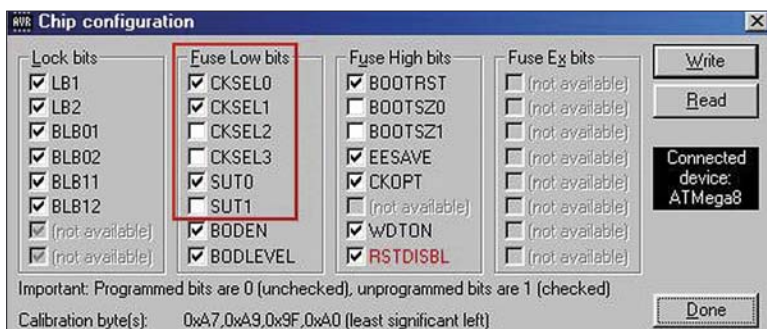 AVR Chip configuration
Lock bits
LB1
LB2
BLB01
BLB02
BLB11
BLB12
(not available)
(not available)
Fuse Low bits
CKSEL0
CKSEL1
CKSEL2
CKSEL3
SUT0
SUT1
BODEN
BODLEVEL
Fuse High bits
BOOTRST
BOOTSZ0
BOOTSZ1
EESAVE
CKOPT
(not available)
WDTON
RSTDISBL
Fuse Ex bits
(not available)
(not available)
(not available)
(not available)
(not available)
(not available)
(not available)
(not available)
Write
Read
Connected
device:
ATMega8
Important: Programmed bits are 0 (unchecked), unprogrammed bits are 1 (checked)
Calibration byte(s): 0xA7,0xA9,0x9F,0xA0 (least significant left)
Done